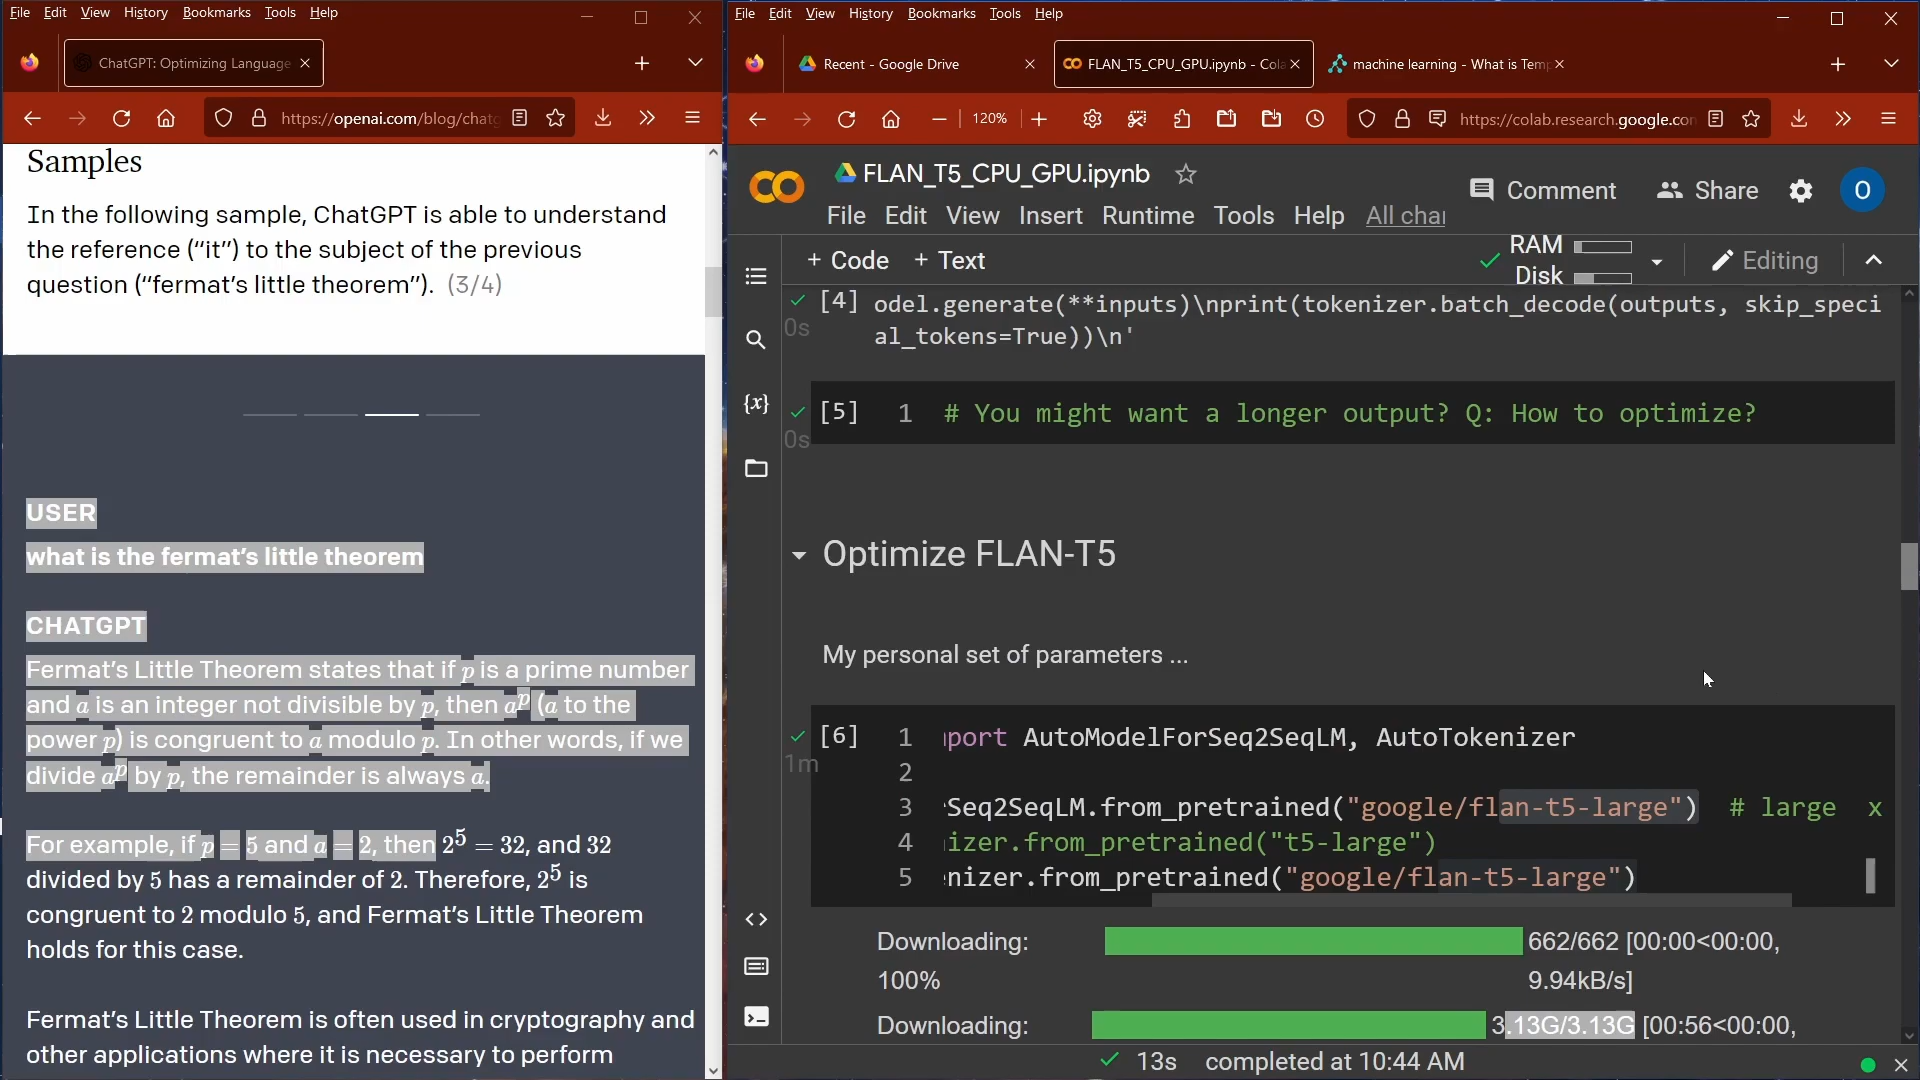 File Edit View History Bookmarks Tools Help
ChatGPT: Optimizing Language
https://openai.com/blog/chatg
Samples
In the following sample, ChatGPT is able to understand
the reference (“it”) to the subject of the previous
question (“fermat’s little theorem”). (3/4)
USER
what is the fermat’s little theorem
CHATGPT
Fermat’s Little Theorem states that if p is a prime number
and a is an integer not divisible by p, then a^p (a to the
power p) is congruent to a modulo p. In other words, if we
divide a^p by p, the remainder is always a.
For example, if p = 5 and a = 2, then 2^5 = 32, and 32
divided by 5 has a remainder of 2. Therefore, 2^5 is
congruent to 2 modulo 5, and Fermat’s Little Theorem
holds for this case.
Fermat’s Little Theorem is often used in cryptography and
other applications where it is necessary to perform
File Edit View History Bookmarks Tools Help
Recent - Google Drive
FLAN_T5_CPU_GPU.ipynb - Cola
machine learning - What is Temp
120%
https://colab.research.google.com
FLAN_T5_CPU_GPU.ipynb
Comment
Share
O
File Edit View Insert Runtime Tools Help All chan
+ Code + Text
RAM
Disk
Editing
[4] odel.generate(**inputs)\nprint(tokenizer.batch_decode(outputs, skip_speci
0s
al_tokens=True))\n'
[5] 1 # You might want a longer output? Q: How to optimize?
0s
Optimize FLAN-T5
My personal set of parameters ...
[6] 1 port AutoModelForSeq2SeqLM, AutoTokenizer
1m
2
3 Seq2SeqLM.from_pretrained("google/flan-t5-large") # large x
4 izer.from_pretrained("t5-large")
5 nizer.from_pretrained("google/flan-t5-large")
Downloading: 662/662 [00:00<00:00,
100% 9.94kB/s]
Downloading: 3.13G/3.13G [00:56<00:00,
13s completed at 10:44 AM